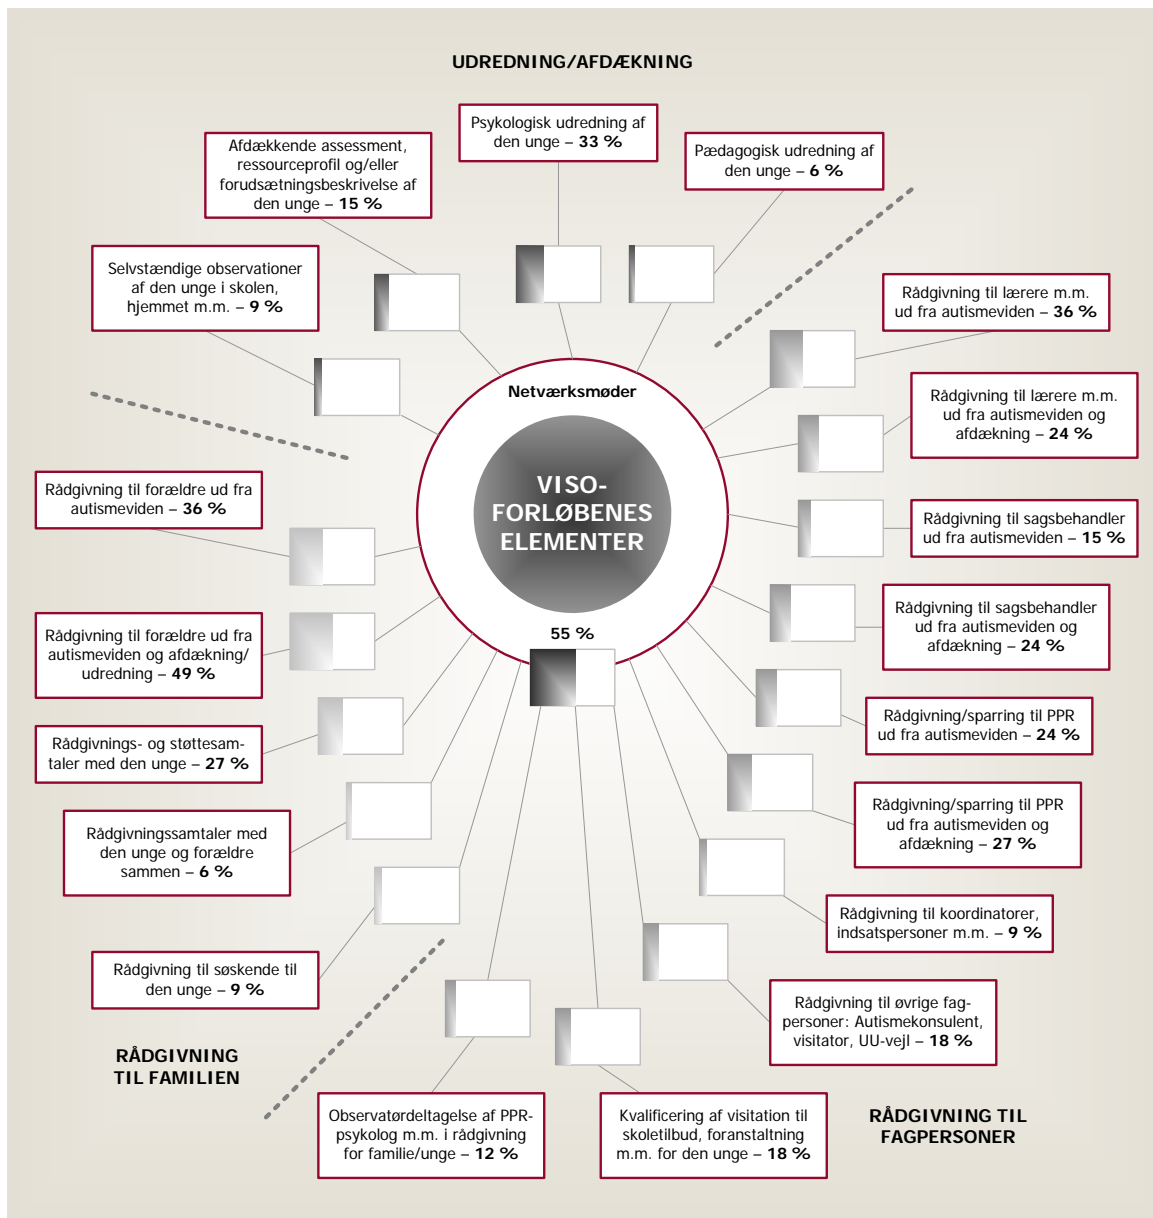 UDREDNING/AFDÆKNING
Psykologisk udredning af
den unge – 33 %
Afdækkende assessment,
ressourceprofil og/eller
forudsætningsbeskrivelse af
den unge – 15 %
Pædagogisk udredning af
den unge – 6 %
Selvstændige observationer
af den unge i skolen,
hjemmet m.m. – 9 %
Rådgivning til lærere m.m.
ud fra autismeviden – 36 %
Rådgivning til lærere m.m.
ud fra autismeviden og
afdækning – 24 %
Rådgivning til sagsbehandler
ud fra autismeviden – 15 %
Rådgivning til sagsbehandler
ud fra autismeviden og
afdækning – 24 %
Rådgivning/sparring til PPR
ud fra autismeviden – 24 %
Rådgivning/sparring til PPR
ud fra autismeviden og
afdækning – 27 %
Rådgivning til koordinatorer,
indsatspersoner m.m. – 9 %
Rådgivning til øvrige fag-
personer: Autismekonsulent,
visitator, UU-vejl – 18 %
RÅDGIVNING TIL
FAGPERSONER
Kvalificering af visitation til
skoletilbud, foranstaltning
m.m. for den unge – 18 %
Observatørdeltagelse af PPR-
psykolog m.m. i rådgivning
for familie/unge – 12 %
Netværksmøder
VISO-
FORLØBENES
ELEMENTER
55 %
Rådgivning til forældre ud fra
autismeviden – 36 %
Rådgivning til forældre ud fra
autismeviden og afdækning/
udredning – 49 %
Rådgivnings- og støttesam-
taler med den unge – 27 %
Rådgivningssamtaler med
den unge og forældre
sammen – 6 %
Rådgivning til søskende til
den unge – 9 %
RÅDGIVNING
TIL FAMILIEN